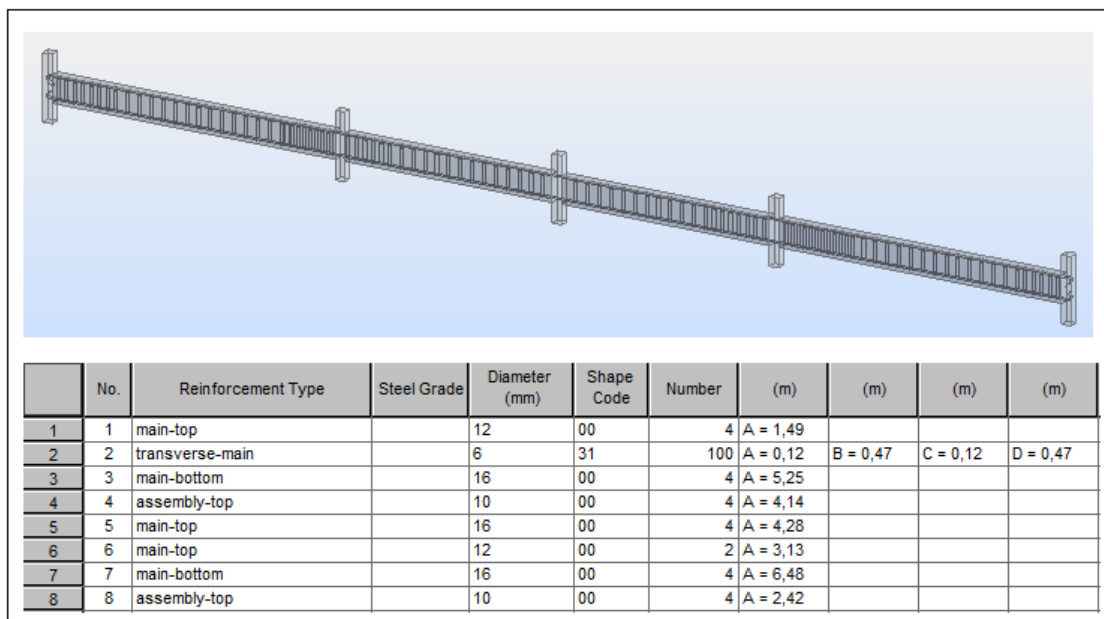 No. Reinforcement Type Steel Grade Diameter (mm) Shape Code Number (m) (m) (m) (m)
1 1 main-top 12 00 4 A = 1,49
2 2 transverse-main 6 31 100 A = 0,12 B = 0,47 C = 0,12 D = 0,47
3 3 main-bottom 16 00 4 A = 5,25
4 4 assembly-top 10 00 4 A = 4,14
5 5 main-top 16 00 4 A = 4,28
6 6 main-top 12 00 2 A = 3,13
7 7 main-bottom 16 00 4 A = 6,48
8 8 assembly-top 10 00 4 A = 2,42